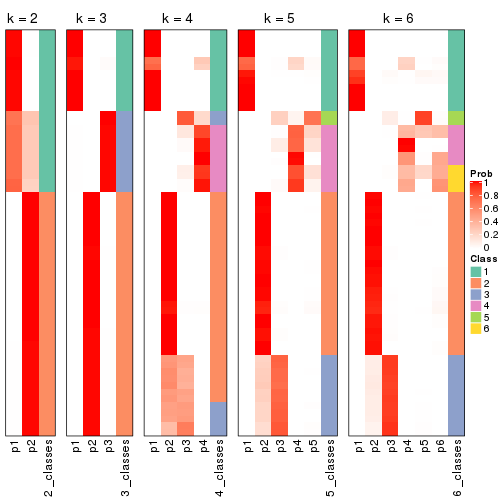 k = 2
k = 3
k = 4
k = 5
k = 6
Prob
1
0.8
0.6
0.4
0.2
0
Class
1
2
3
4
5
6
p1
p2
2_classes
p1
p2
p3
3_classes
p1
p2
p3
p4
4_classes
p1
p2
p3
p4
p5
5_classes
p1
p2
p3
p4
p5
p6
6_classes